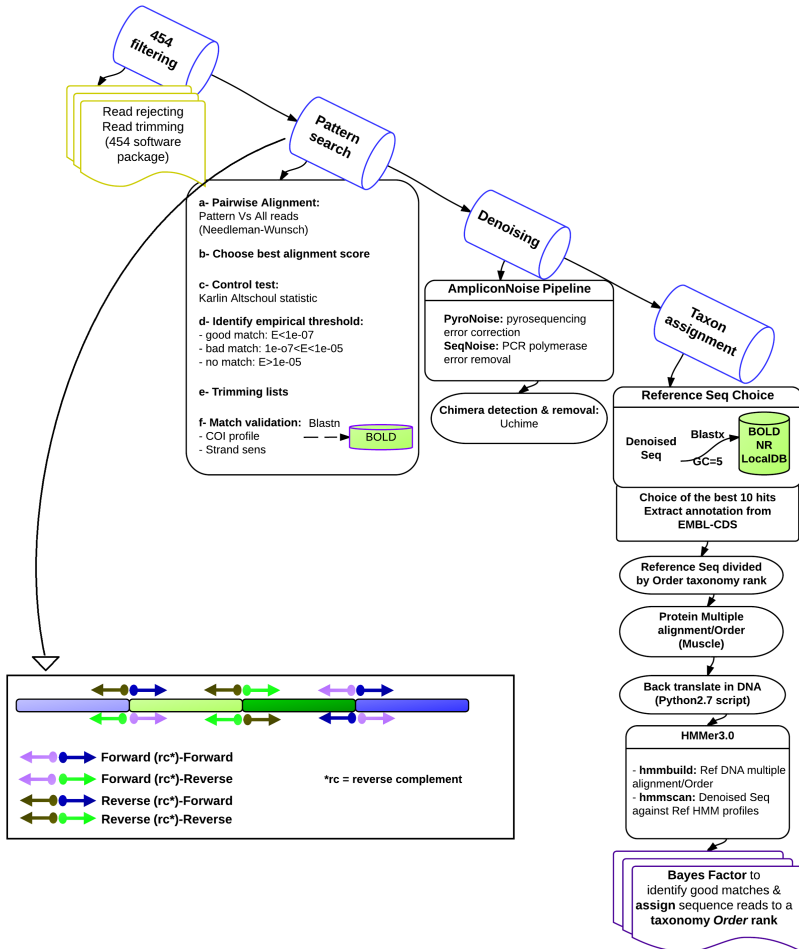 454
filtering
Read rejecting
Read trimming
(454 software
package)
Pattern
search
a- Pairwise Alignment:
Pattern Vs All reads
(Needleman-Wunsch)
b- Choose best alignment score
c- Control test:
Karlin Altschoul statistic
d- Identify empirical threshold:
- good match: E<1e-07
- bad match: 1e-o7<E<1e-05
- no match: E>1e-05
e- Trimming lists
f- Match validation: Blastn
- COI profile
- Strand sens
BOLD
Denoising
AmpliconNoise Pipeline
PyroNoise: pyrosequencing
error correction
SeqNoise: PCR polymerase
error removal
Chimera detection & removal:
Uchime
Taxon
assignment
Reference Seq Choice
Denoised
Seq
Blastx
GC=5
BOLD
NR
LocalDB
Choice of the best 10 hits
Extract annotation from
EMBL-CDS
Reference Seq divided
by Order taxonomy rank
Protein Multiple
alignment/Order
(Muscle)
Back translate in DNA
(Python2.7 script)
HMMer3.0
- hmmbuild: Ref DNA multiple
alignment/Order
- hmmscan: Denoised Seq
against Ref HMM profiles
Bayes Factor to
identify good matches &
assign sequence reads to a
taxonomy Order rank
Forward (rc*)-Forward
Forward (rc*)-Reverse
Reverse (rc*)-Forward
Reverse (rc*)-Reverse
*rc = reverse complement